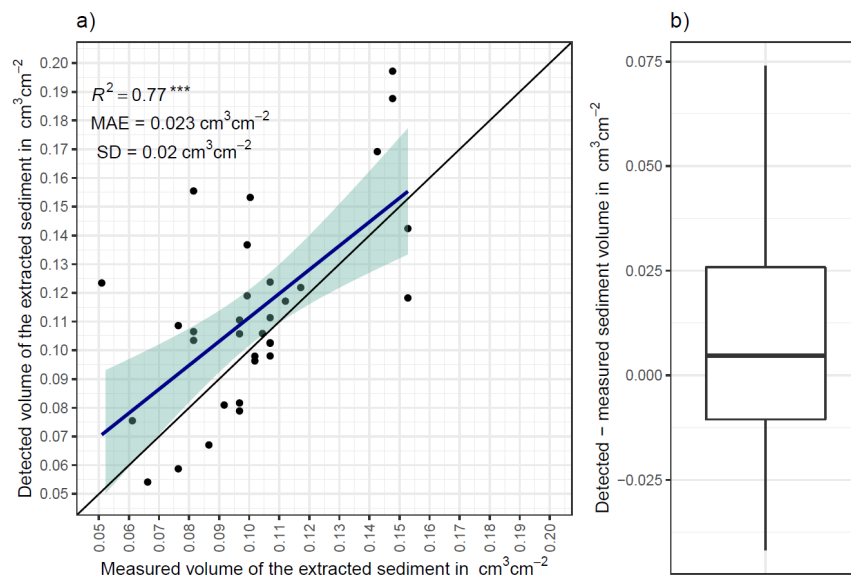 a)
Detected volume of the extracted sediment in cm³cm⁻²
0.20
0.19
0.18
0.17
0.16
0.15
0.14
0.13
0.12
0.11
0.10
0.09
0.08
0.07
0.06
0.05
R² = 0.77 ***
MAE = 0.023 cm³cm⁻²
SD = 0.02 cm³cm⁻²
0.05 0.06 0.07 0.08 0.09 0.10 0.11 0.12 0.13 0.14 0.15 0.16 0.17 0.18 0.19 0.20
Measured volume of the extracted sediment in cm³cm⁻²
b)
Detected − measured sediment volume in cm³cm⁻²
0.075
0.050
0.025
0.000
−0.025